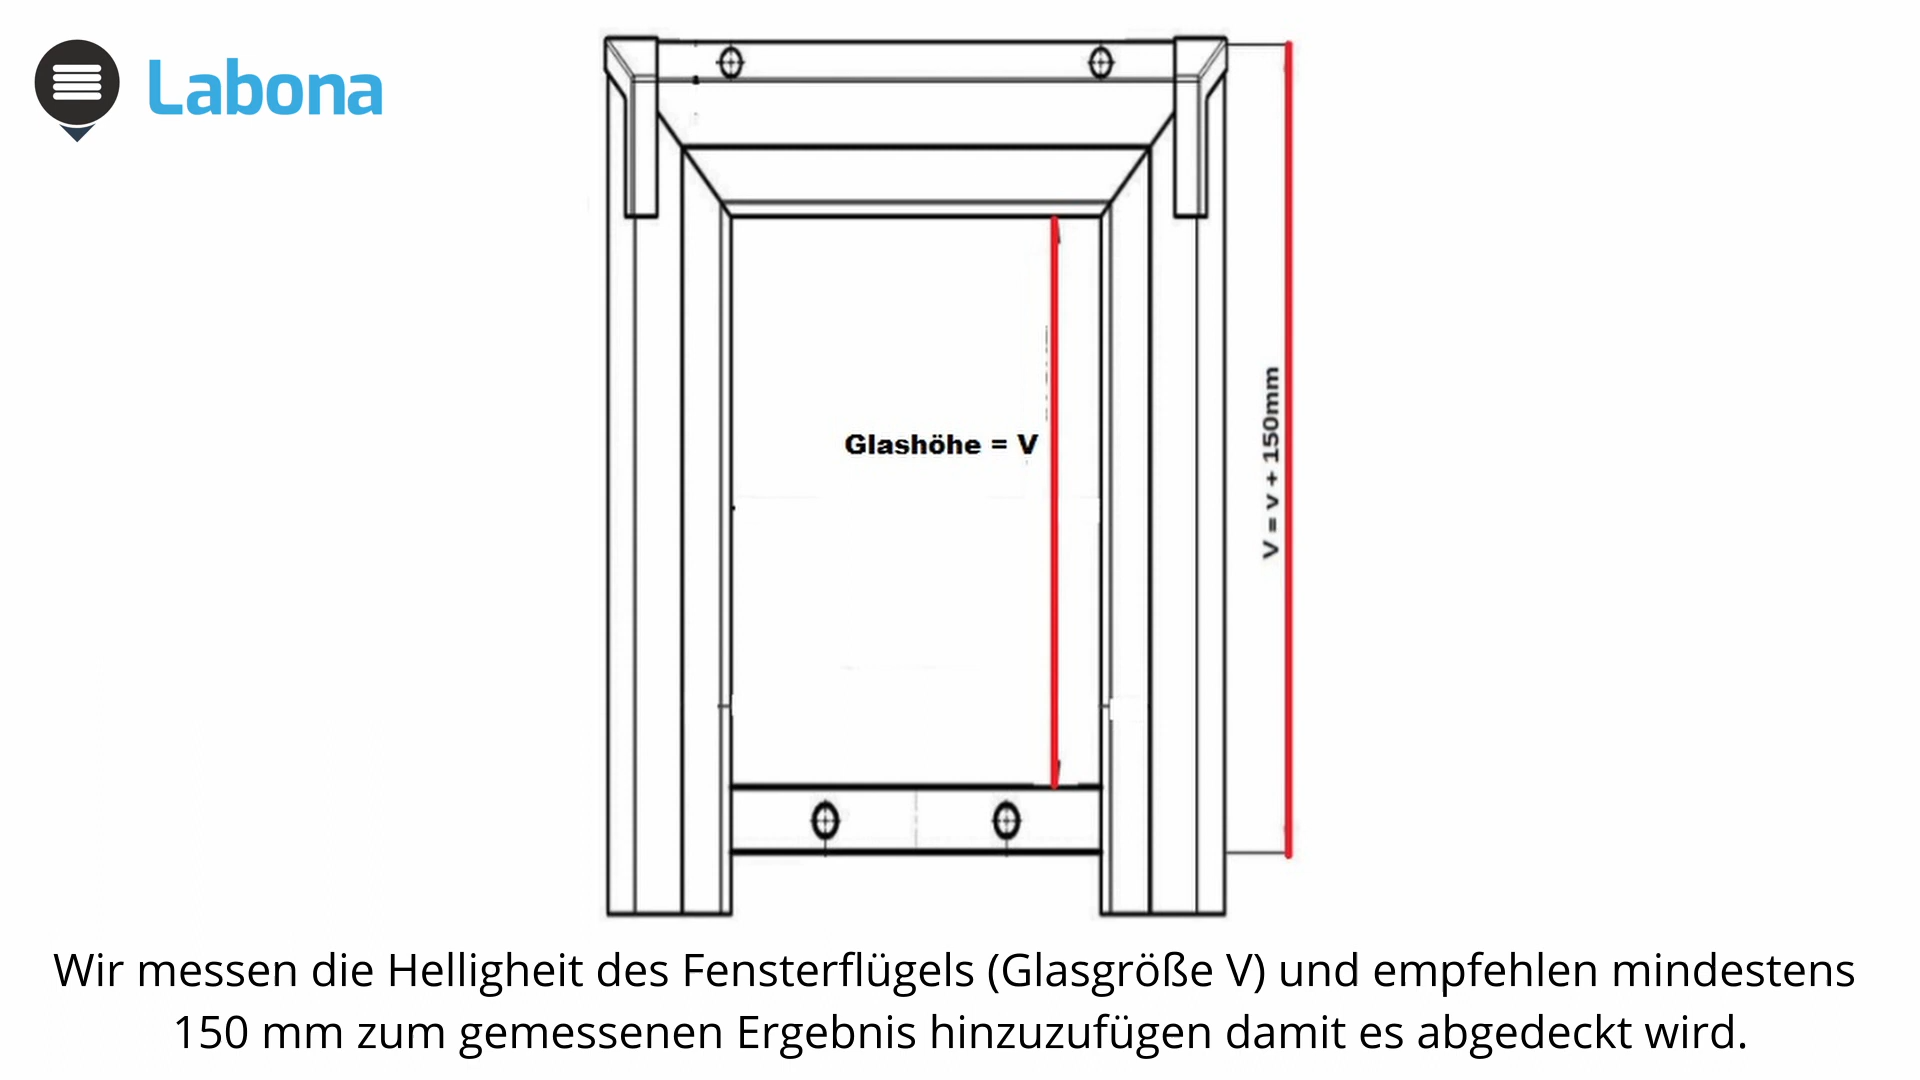 Labona
Glashöhe = V
V = v + 150mm
Wir messen die Helligheit des Fensterflügels (Glasgröße V) und empfehlen mindestens
150 mm zum gemessenen Ergebnis hinzuzufügen damit es abgedeckt wird.